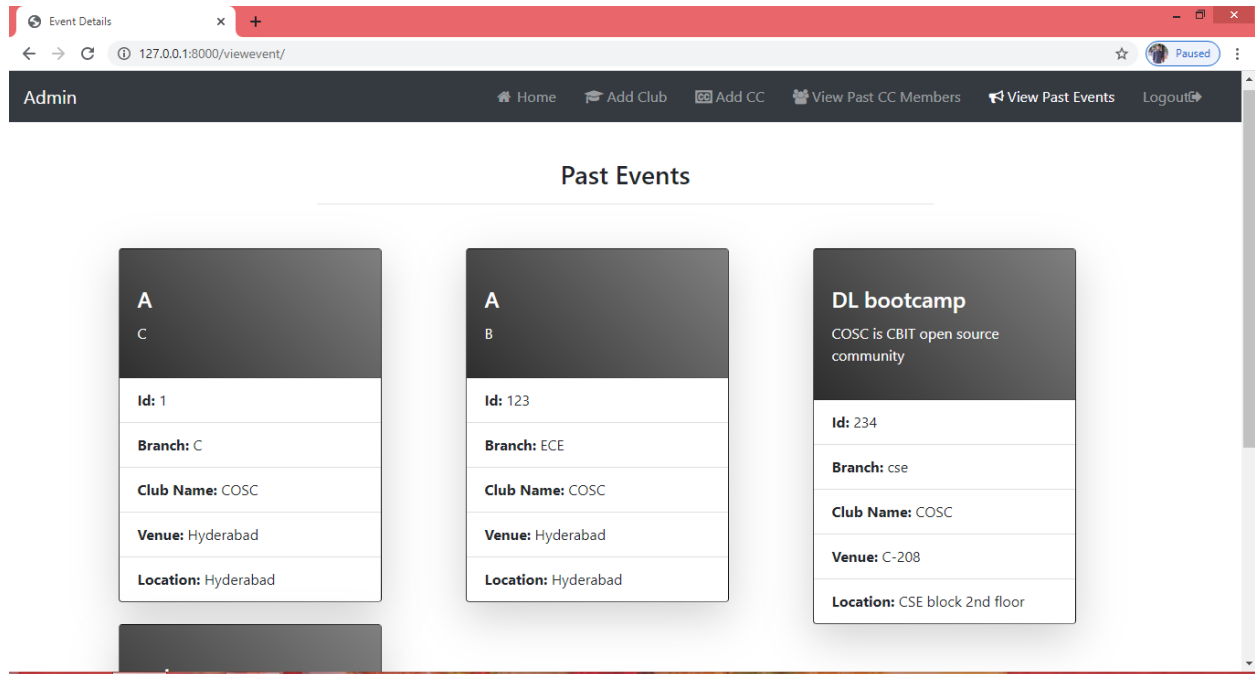 Event Details
127.0.0.1:8000/viewevent/
Paused
Admin
Home
Add Club
Add CC
View Past CC Members
View Past Events
Logout
Past Events
A
C
Id: 1
Branch: C
Club Name: COSC
Venue: Hyderabad
Location: Hyderabad
A
B
Id: 123
Branch: ECE
Club Name: COSC
Venue: Hyderabad
Location: Hyderabad
DL bootcamp
COSC is CBIT open source
community
Id: 234
Branch: cse
Club Name: COSC
Venue: C-208
Location: CSE block 2nd floor